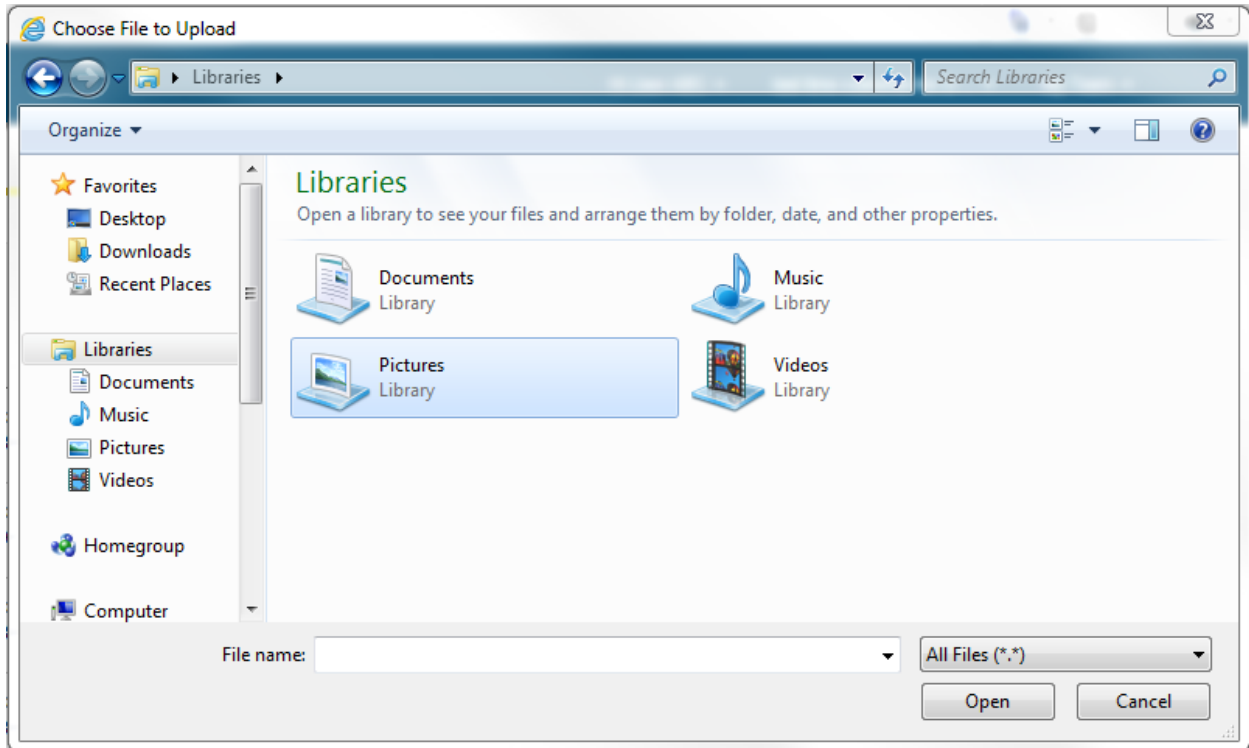 Choose File to Upload
Libraries
Search Libraries
Organize
Favorites
Desktop
Downloads
Recent Places
Libraries
Documents
Music
Pictures
Videos
Homegroup
Computer
Libraries
Open a library to see your files and arrange them by folder, date, and other properties.
Documents
Library
Music
Library
Pictures
Library
Videos
Library
File name:
All Files (*.*)
Open
Cancel